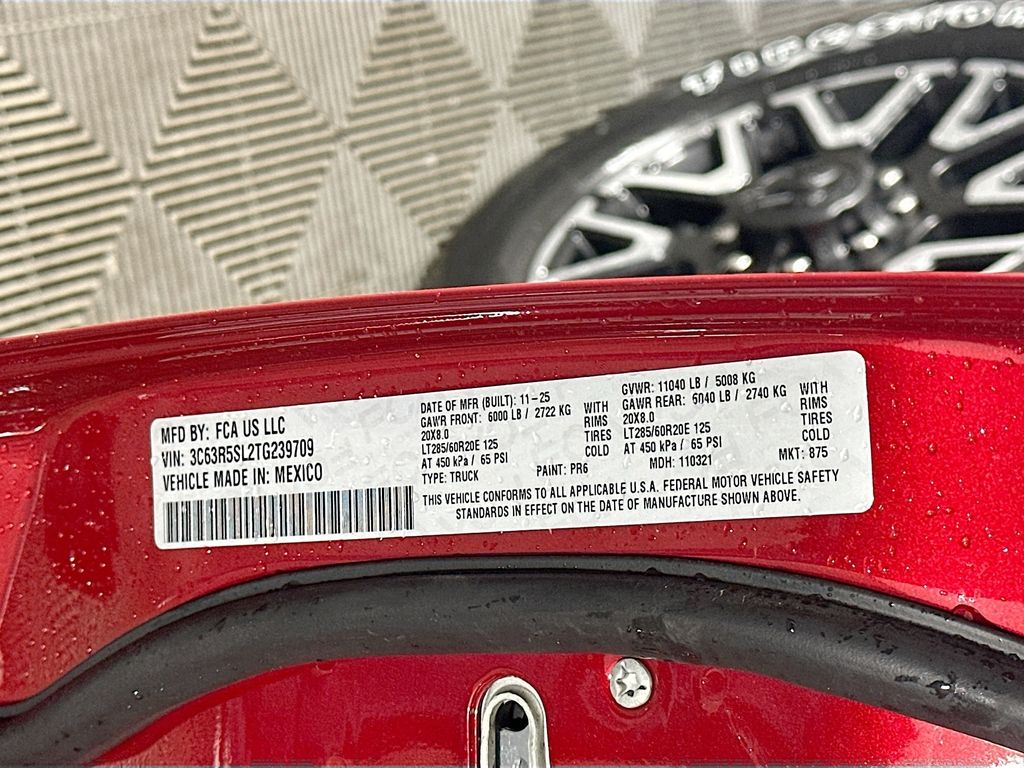 Firestone
MFD BY: FCA US LLC
VIN: 3C63R5SL2TG239709
VEHICLE MADE IN: MEXICO
DATE OF MFR (BUILT): 11-25
GAWR FRONT: 6000 LB / 2722 KG WITH
20X8.0 RIMS
LT285/60R20E 125 TIRES
AT 450 kPa / 65 PSI COLD
TYPE: TRUCK PAINT: PR6
GVWR: 11040 LB / 5008 KG
GAWR REAR: 6040 LB / 2740 KG WITH
20X8.0 RIMS
LT285/60R20E 125 TIRES
AT 450 kPa / 65 PSI COLD
MDH: 110321 MKT: 875
THIS VEHICLE CONFORMS TO ALL APPLICABLE U.S.A. FEDERAL MOTOR VEHICLE SAFETY
STANDARDS IN EFFECT ON THE DATE OF MANUFACTURE SHOWN ABOVE.